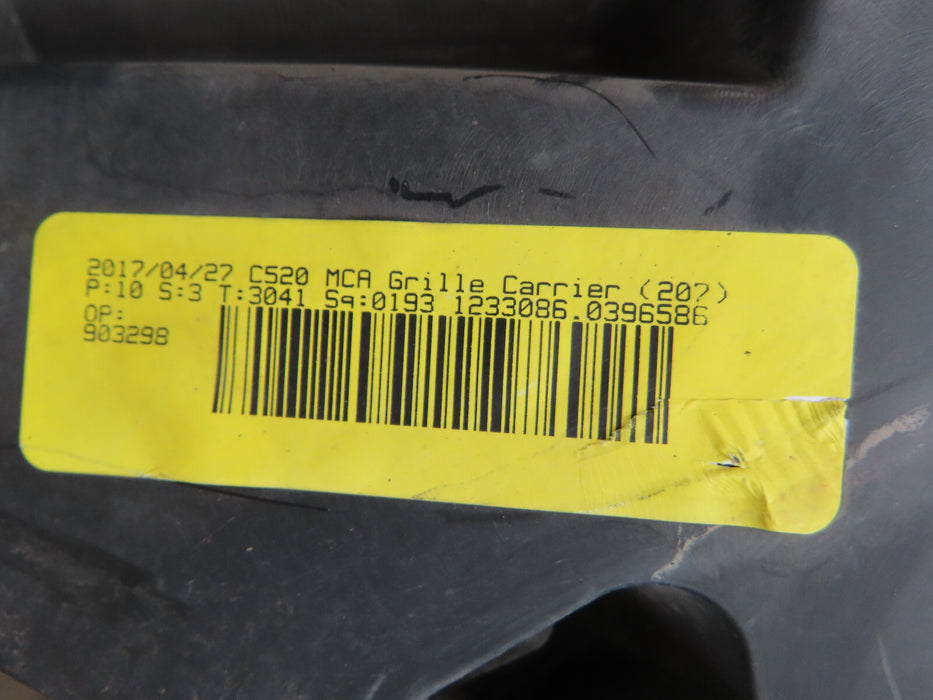 2017/04/27 C520 MCA Grille Carrier (207)
P:10 S:3 T:3041 Sq:0193 1233086.0396586
OP:
903298